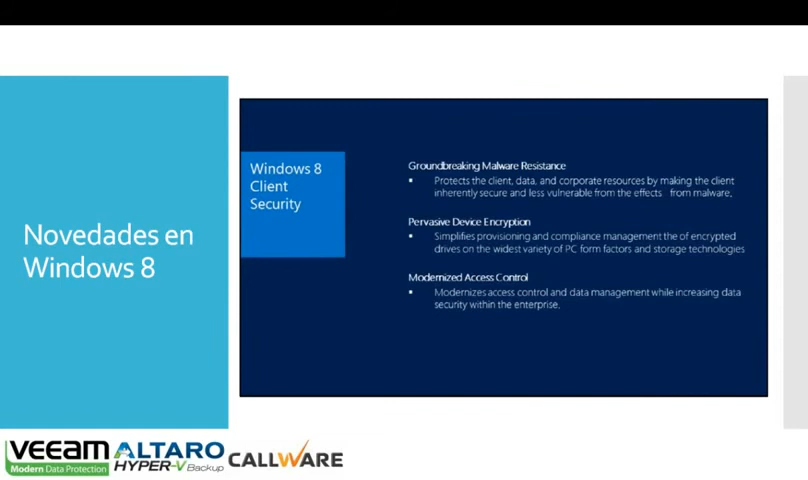 Novedades en
Windows 8
Windows 8
Client
Security
Groundbreaking Malware Resistance
▪ Protects the client, data, and corporate resources by making the client
inherently secure and less vulnerable from the effects from malware.
Pervasive Device Encryption
▪ Simplifies provisioning and compliance management the of encrypted
drives on the widest variety of PC form factors and storage technologies
Modernized Access Control
▪ Modernizes access control and data management while increasing data
security within the enterprise.
veeam
Modern Data Protection
ALTARO
HYPER-V Backup
CALLWARE